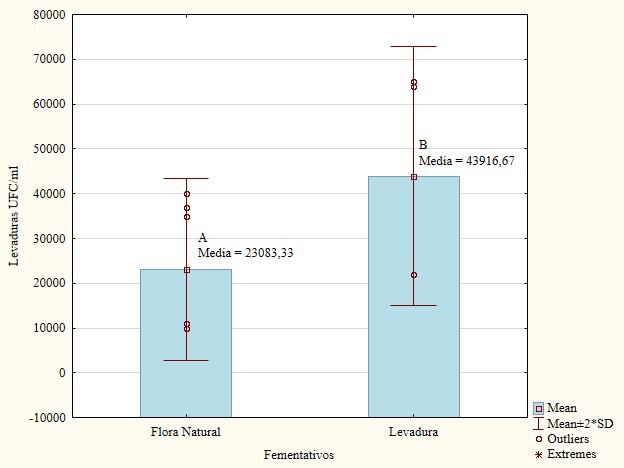 80000
70000
60000
50000
40000
30000
20000
10000
0
-10000
Levaduras UFC/ml
A
Media = 23083,33
B
Media = 43916,67
Flora Natural
Levadura
Fementativos
Mean
Mean±2*SD
Outliers
Extremes